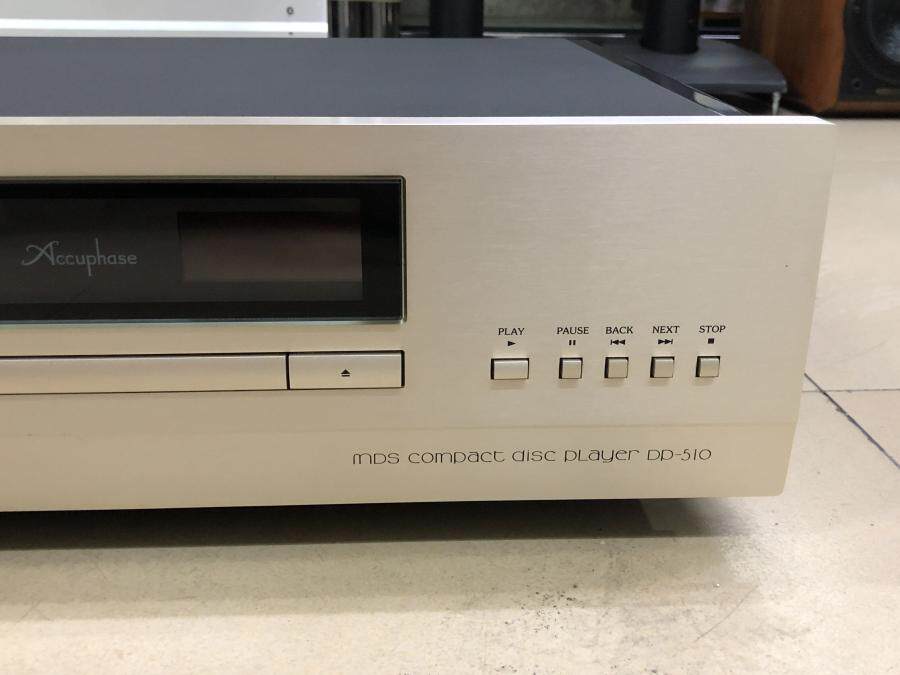 Accuphase
PLAY PAUSE BACK NEXT STOP
MDS COMPACT DISC PLAYER DP-510